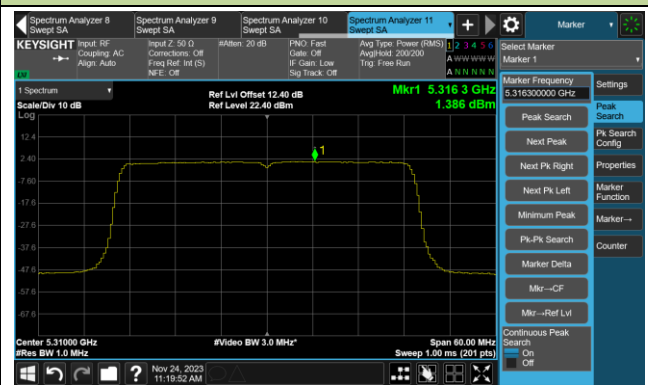 Spectrum Analyzer 8
Swept SA
Spectrum Analyzer 9
Swept SA
Spectrum Analyzer 10
Swept SA
Spectrum Analyzer 11
Swept SA
+
Marker
KEYSIGHT
Input: RF
Coupling: AC
Align: Auto
Input Z: 50 Ω
Corrections: Off
Freq Ref: Int (S)
NFE: Off
#Atten: 20 dB
PNO: Fast
Gate: Off
IF Gain: Low
Sig Track: Off
Avg Type: Power (RMS)
Avg|Hold: 200/200
Trig: Free Run
1 2 3 4 5 6
A W W W W W
A N N N N N
Select Marker
Marker 1
LXI
1 Spectrum
Scale/Div 10 dB
Log
Ref Lvl Offset 12.40 dB
Ref Level 22.40 dBm
Mkr1 5.316 3 GHz
1.386 dBm
12.4
2.40
-7.60
-17.6
-27.6
-37.6
-47.6
-57.6
-67.6
1
Center 5.31000 GHz
#Res BW 1.0 MHz
#Video BW 3.0 MHz*
Span 60.00 MHz
Sweep 1.00 ms (201 pts)
Marker Frequency
5.316300000 GHz
Peak Search
Next Peak
Next Pk Right
Next Pk Left
Minimum Peak
Pk-Pk Search
Marker Delta
Mkr→CF
Mkr→Ref Lvl
Continuous Peak
Search
On
Off
Settings
Peak
Search
Pk Search
Config
Properties
Marker
Function
Marker→
Counter
?
Nov 24, 2023
11:19:52 AM